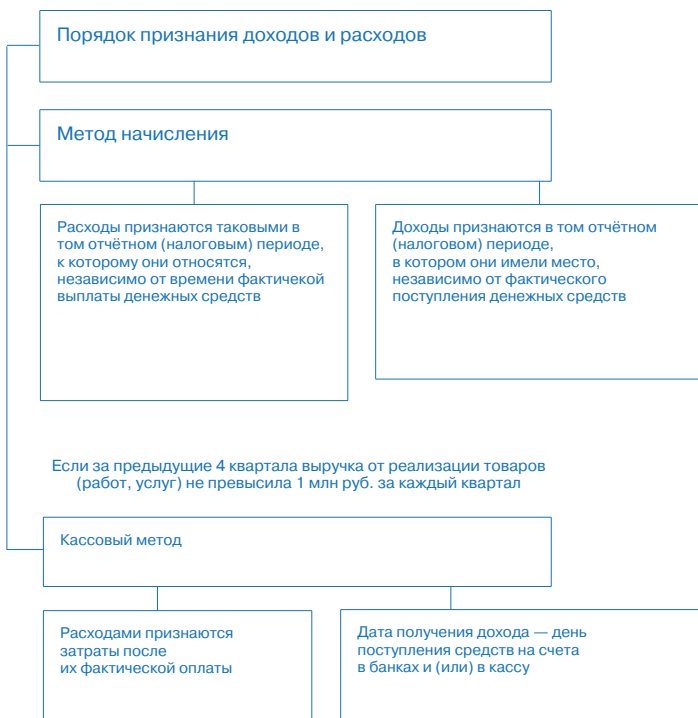 Порядок признания доходов и расходов
Метод начисления
Расходы признаются таковыми в
том отчётном (налоговым) периоде,
к которому они относятся,
независимо от времени фактичекой
выплаты денежных средств
Доходы признаются в том отчётном
(налоговом) периоде,
в котором они имели место,
независимо от фактического
поступления денежных средств
Если за предыдущие 4 квартала выручка от реализации товаров
(работ, услуг) не превысила 1 млн руб. за каждый квартал
Кассовый метод
Расходами признаются
затраты после
их фактической оплаты
Дата получения дохода — день
поступления средств на счета
в банках и (или) в кассу